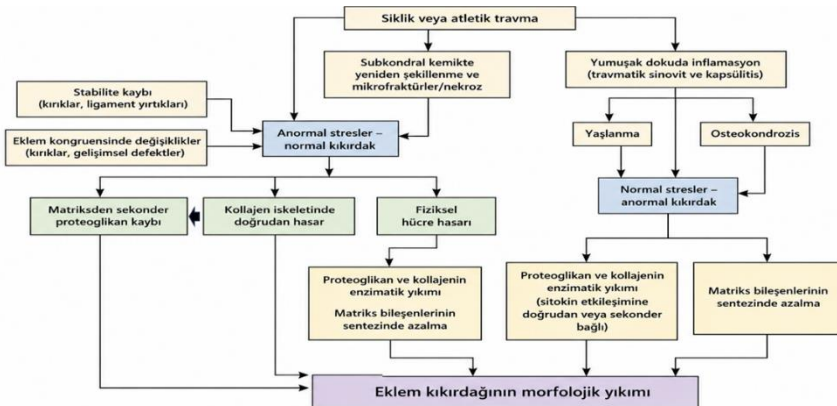 Siklik veya atletik travma
Subkondral kemikte
yeniden şekillenme ve
mikrofraktürler/nekroz
Yumuşak dokuda inflamasyon
(travmatik sinovit ve kapsülitis)
Stabilite kaybı
(kırıklar, ligament yırtıkları)
Eklem kongruensinde değişiklikler
(kırıklar, gelişimsel defektler)
Anormal stresler –
normal kıkırdak
Yaşlanma
Osteokondrozis
Normal stresler –
anormal kıkırdak
Matriksden sekonder
proteoglikan kaybı
Kollajen iskeletinde
doğrudan hasar
Fiziksel
hücre hasarı
Proteoglikan ve kollajenin
enzimatik yıkımı
Matriks bileşenlerinin
sentezinde azalma
Proteoglikan ve kollajenin
enzimatik yıkımı
(sitokin etkileşimine
doğrudan veya sekonder
bağlı)
Matriks bileşenlerinin
sentezinde azalma
Eklem kıkırdağının morfolojik yıkımı